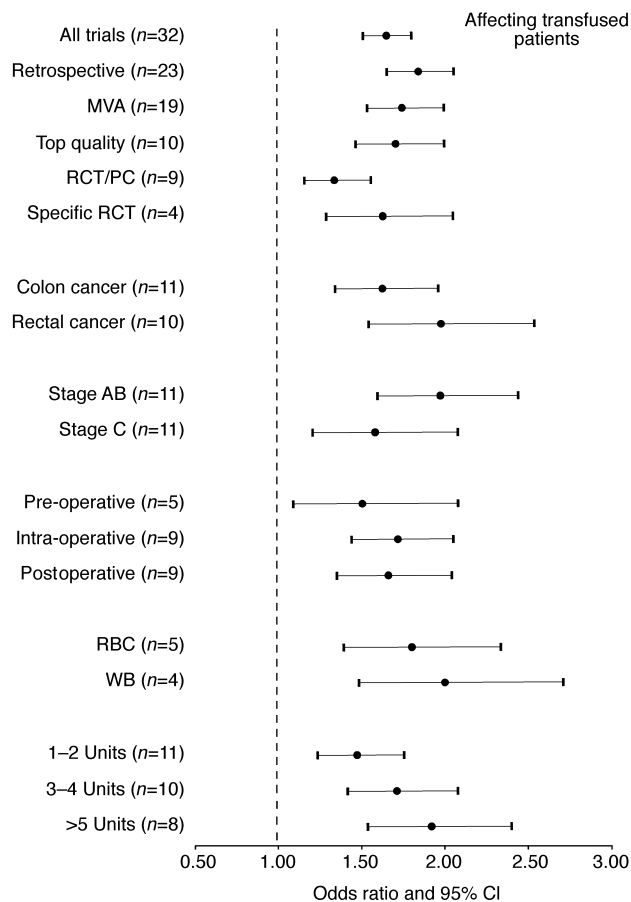 Affecting transfused
patients
All trials (n=32)
Retrospective (n=23)
MVA (n=19)
Top quality (n=10)
RCT/PC (n=9)
Specific RCT (n=4)
Colon cancer (n=11)
Rectal cancer (n=10)
Stage AB (n=11)
Stage C (n=11)
Pre-operative (n=5)
Intra-operative (n=9)
Postoperative (n=9)
RBC (n=5)
WB (n=4)
1–2 Units (n=11)
3–4 Units (n=10)
>5 Units (n=8)
0.50 1.00 1.50 2.00 2.50 3.00
Odds ratio and 95% CI